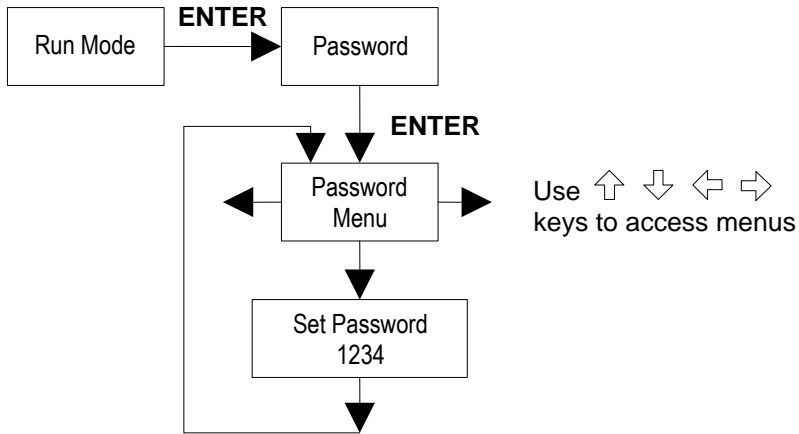 ENTER
Run Mode
Password
ENTER
Password
Menu
Use ⇧ ⇩ ⇦ ⇨
keys to access menus
Set Password
1234